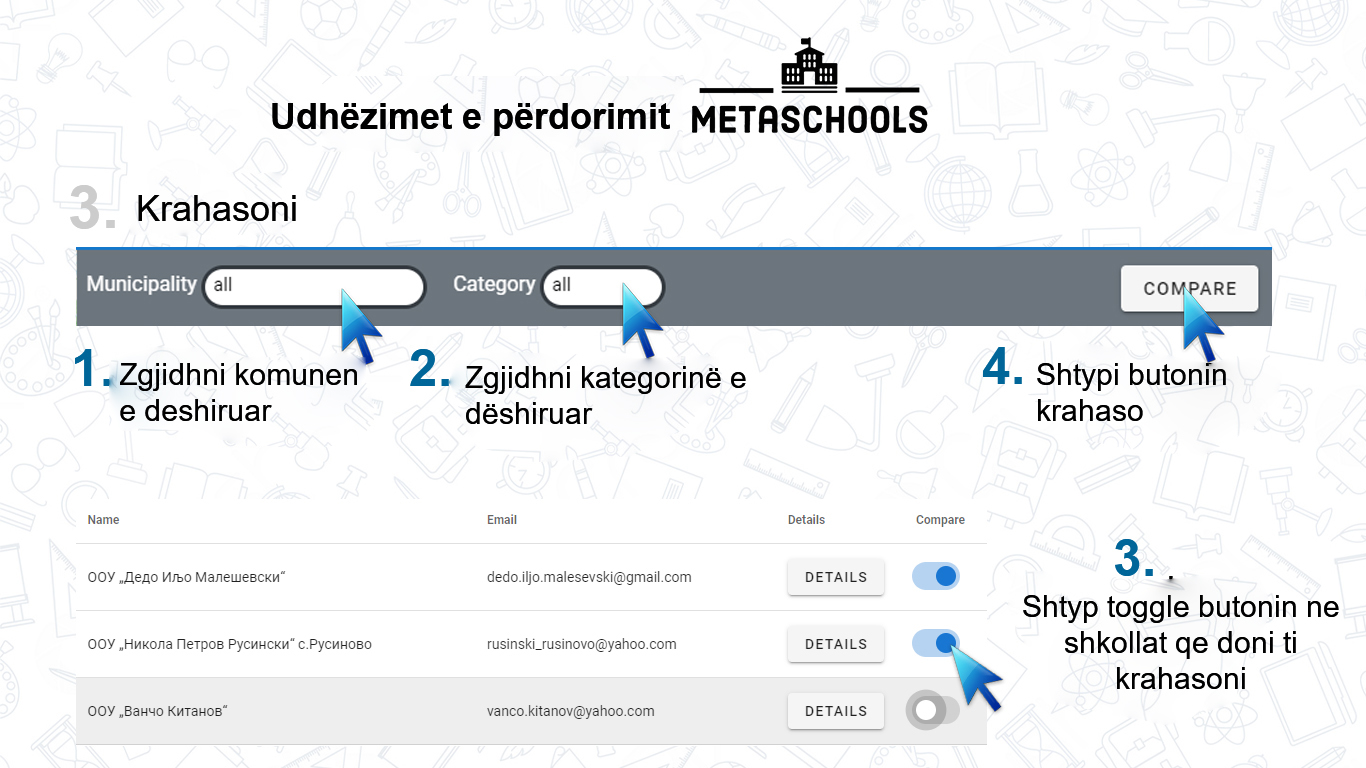 Udhëzimet e përdorimit
METASCHOOLS
3. Krahasoni
Municipality all Category all COMPARE
1. Zgjidhni komunen
e deshiruar
2. Zgjidhni kategorinë e
dëshiruar
4. Shtypi butonin
krahaso
Name Email Details Compare
ООУ „Дедо Иљо Малешевски“ dedo.iljo.malesevski@gmail.com DETAILS
ООУ „Никола Петров Русински“ с.Русиново rusinski_rusinovo@yahoo.com DETAILS
ООУ „Ванчо Китанов“ vanco.kitanov@yahoo.com DETAILS
3. .
Shtyp toggle butonin ne
shkollat qe doni ti
krahasoni